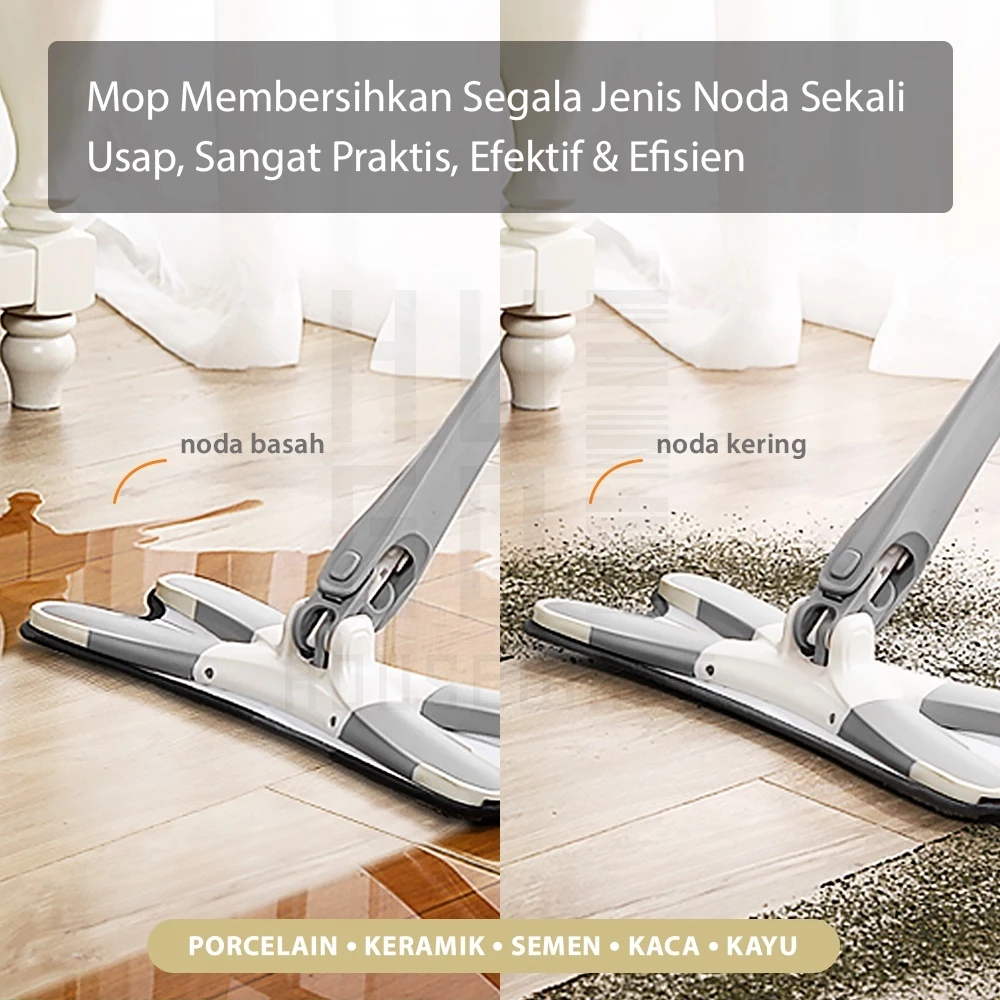 Mop Membersihkan Segala Jenis Noda Sekali
Usap, Sangat Praktis, Efektif & Efisien
noda basah
noda kering
PORCELAIN • KERAMIK • SEMEN • KACA • KAYU